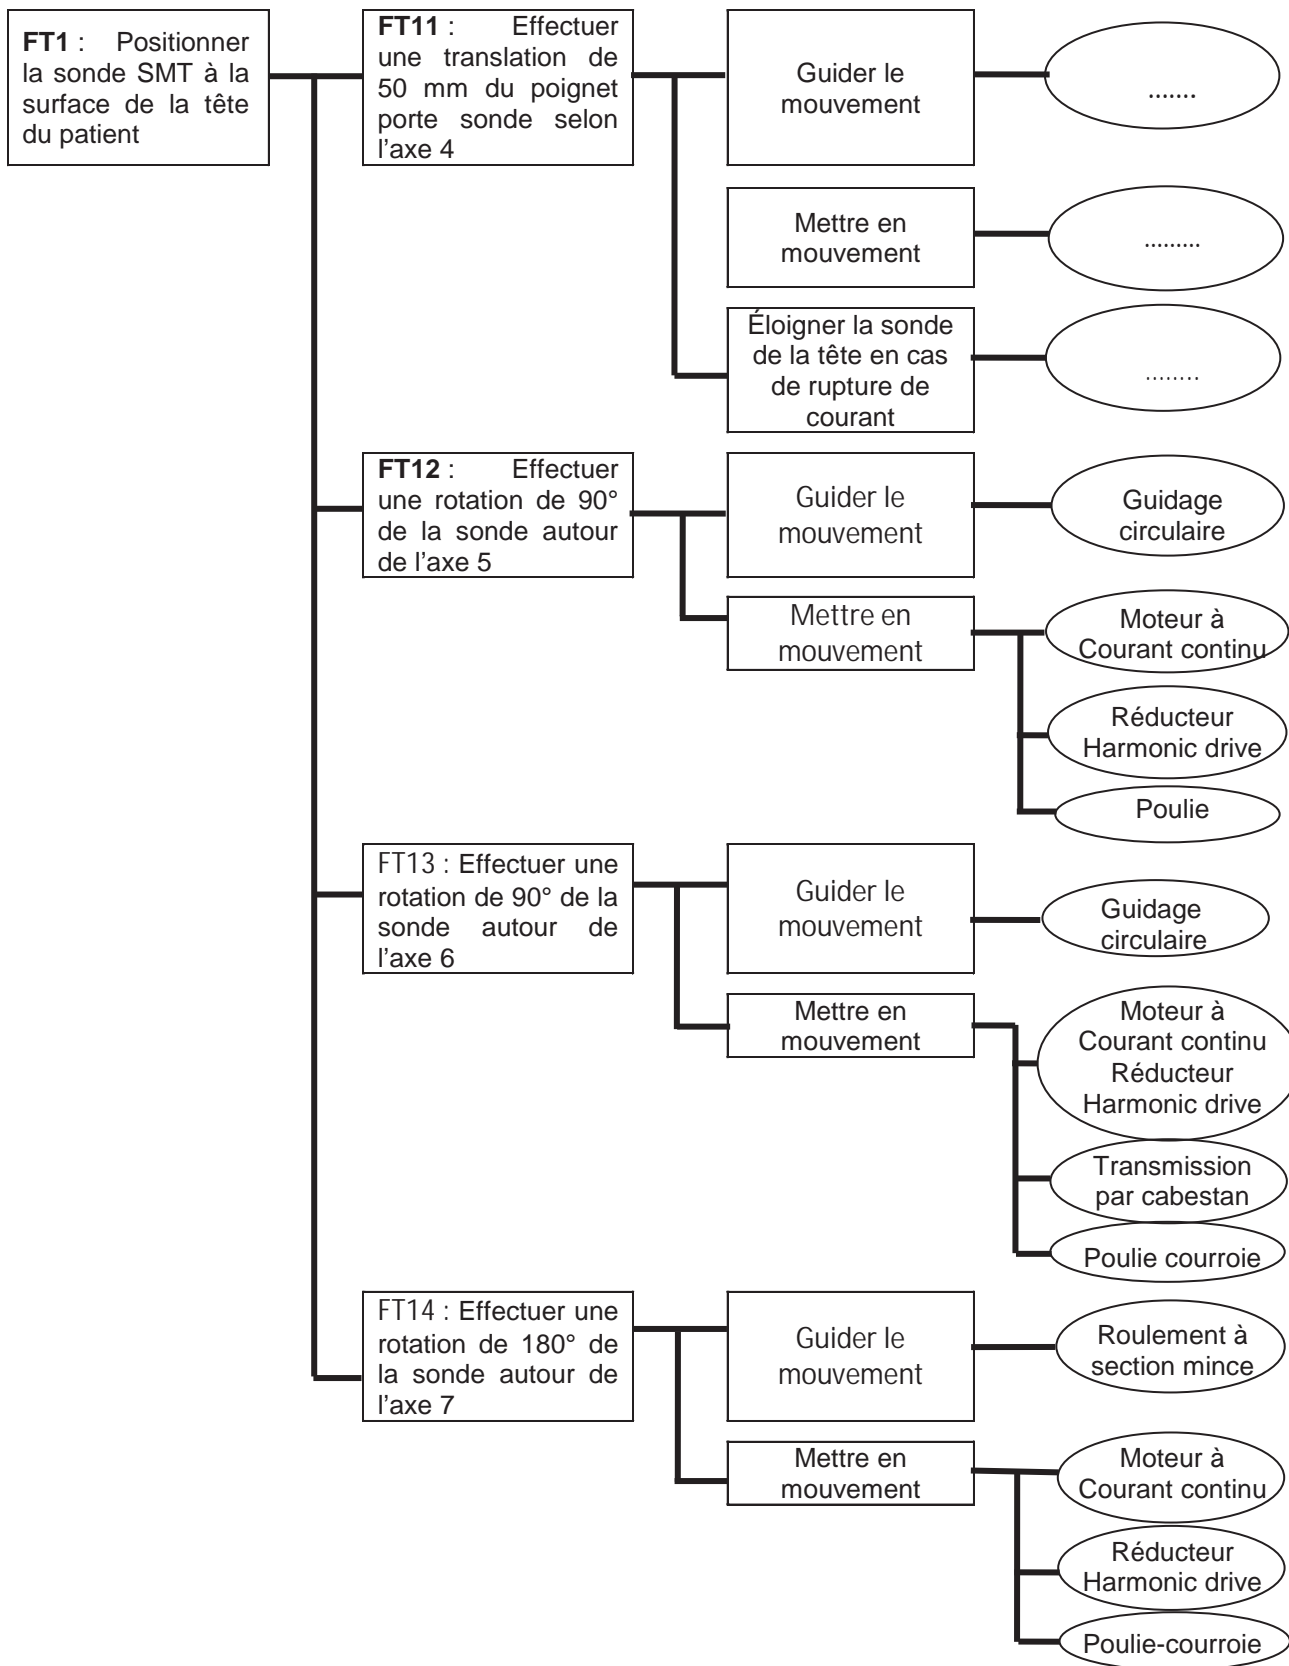 FT1 : Positionner
la sonde SMT à la
surface de la tête
du patient
FT11 : Effectuer
une translation de
50 mm du poignet
porte sonde selon
l'axe 4
Guider le
mouvement
.......
Mettre en
mouvement
.........
Éloigner la sonde
de la tête en cas
de rupture de
courant
........
FT12 : Effectuer
une rotation de 90°
de la sonde autour
de l'axe 5
Guider le
mouvement
Guidage
circulaire
Mettre en
mouvement
Moteur à
Courant continu
Réducteur
Harmonic drive
Poulie
FT13 : Effectuer une
rotation de 90° de la
sonde autour de
l'axe 6
Guider le
mouvement
Guidage
circulaire
Mettre en
mouvement
Moteur à
Courant continu
Réducteur
Harmonic drive
Transmission
par cabestan
Poulie courroie
FT14 : Effectuer une
rotation de 180° de
la sonde autour de
l'axe 7
Guider le
mouvement
Roulement à
section mince
Mettre en
mouvement
Moteur à
Courant continu
Réducteur
Harmonic drive
Poulie-courroie